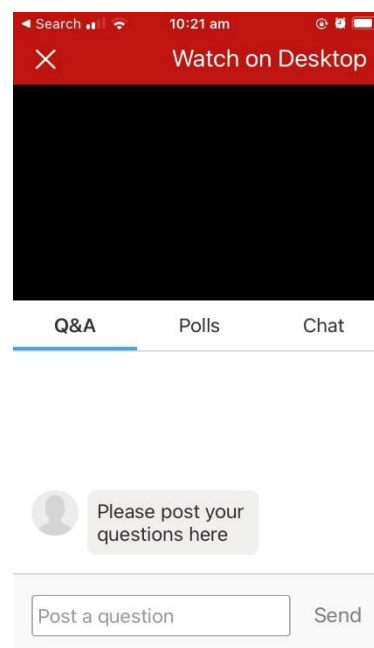 Search 10:21 am
Watch on Desktop
Q&A Polls Chat
Please post your
questions here
Post a question Send